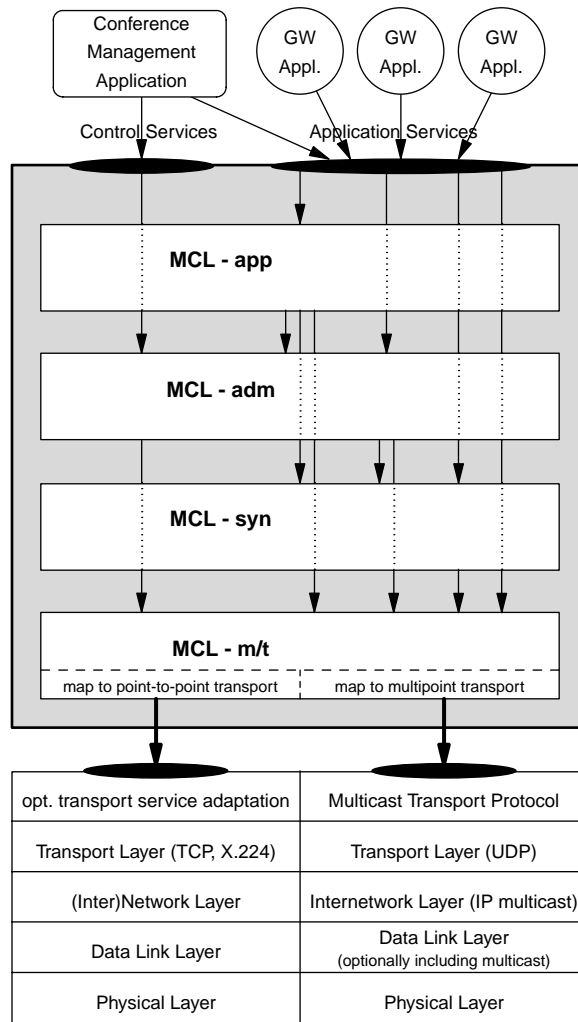 Conference
Management
Application
GW
Appl.
GW
Appl.
GW
Appl.
Control Services
Application Services
MCL - app
MCL - adm
MCL - syn
MCL - m/t
map to point-to-point transport
map to multipoint transport
opt. transport service adaptation
Multicast Transport Protocol
Transport Layer (TCP, X.224)
Transport Layer (UDP)
(Inter)Network Layer
Internetwork Layer (IP multicast)
Data Link Layer
Data Link Layer
(optionally including multicast)
Physical Layer
Physical Layer